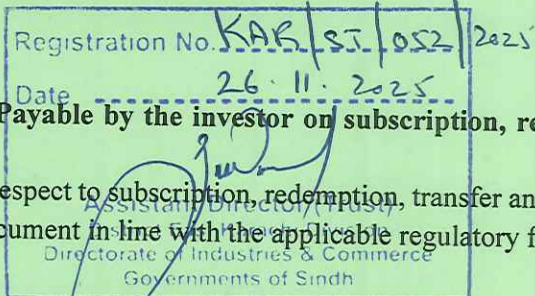 Registration No. KAR/ST/052/2025
Date 26.11.2025
Payable by the investor on subscription, re
espect to subscription, redemption, transfer an
Assistant Director (Trust)
cument in line with the applicable regulatory f
Directorate of Industries & Commerce
Governments of Sindh